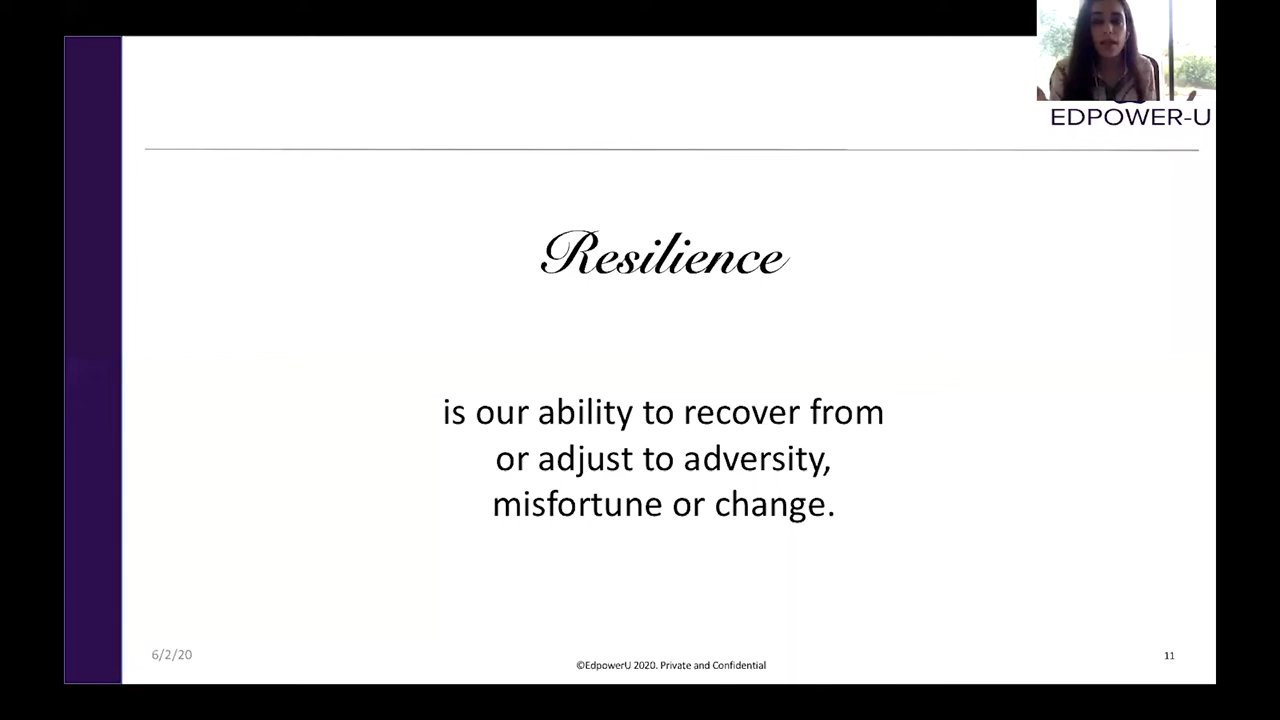 EDPOWER-U
Resilience
is our ability to recover from
or adjust to adversity,
misfortune or change.
6/2/20
©EdpowerU 2020. Private and Confidential
11